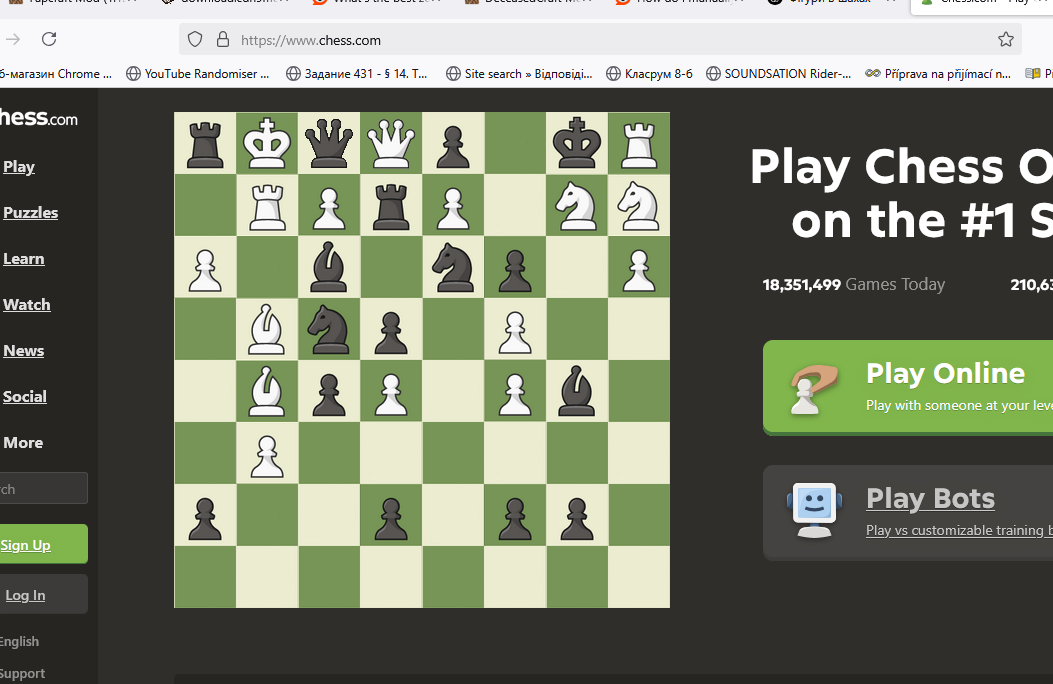 https://www.chess.com
б-магазин Chrome ...
YouTube Randomiser ...
Задание 431 - § 14. Т...
Site search » Відповіді...
Класрум 8-б
SOUNDSATION Rider-...
Příprava na přijímací n...
hess.com
Play
Puzzles
Learn
Watch
News
Social
More
rch
Sign Up
Log In
English
Support
Play Chess O
on the #1 S
18,351,499 Games Today
210,63
Play Online
Play with someone at your leve
Play Bots
Play vs customizable training b